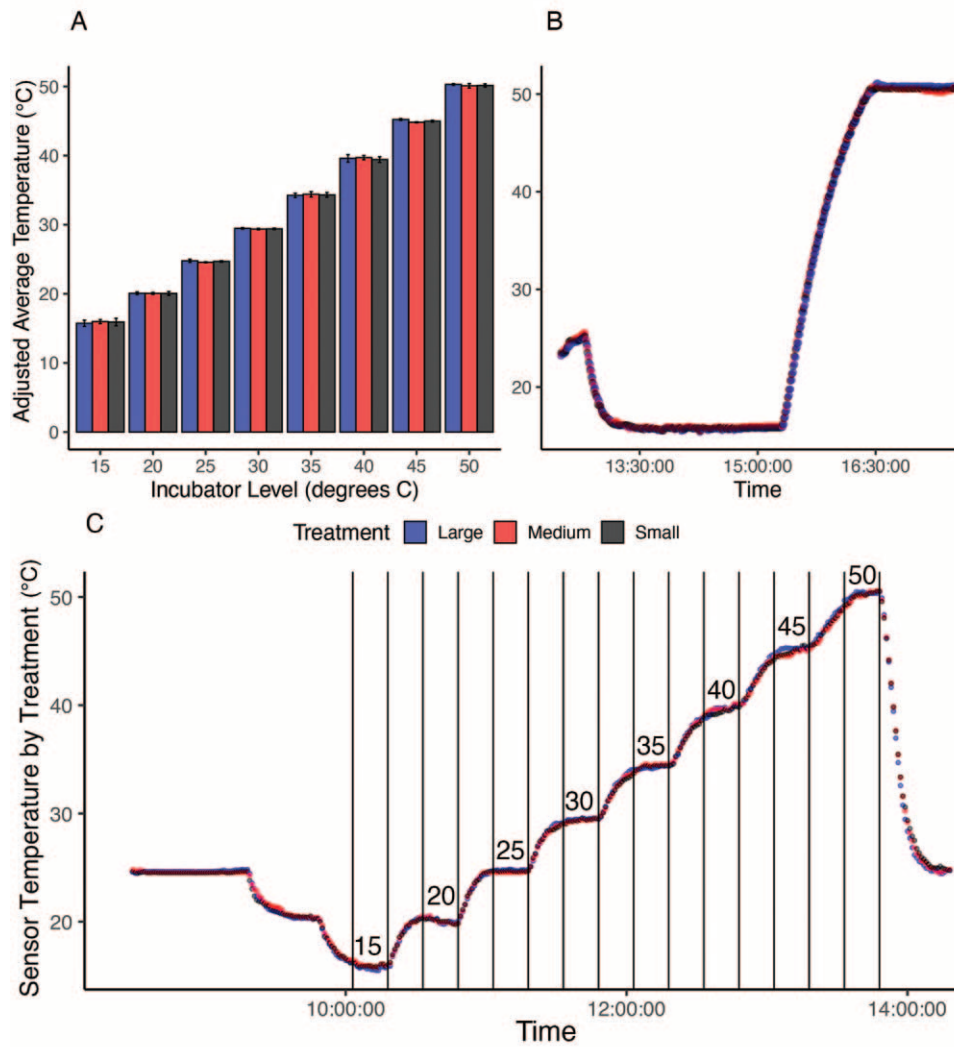 A
Adjusted Average Temperature (°C)
50
40
30
20
10
0
15 20 25 30 35 40 45 50
Incubator Level (degrees C)
B
50
40
30
20
13:30:00 15:00:00 16:30:00
Time
Treatment Large Medium Small
C
Sensor Temperature by Treatment (°C)
50
40
30
20
15
20
25
30
35
40
45
50
10:00:00 12:00:00 14:00:00
Time